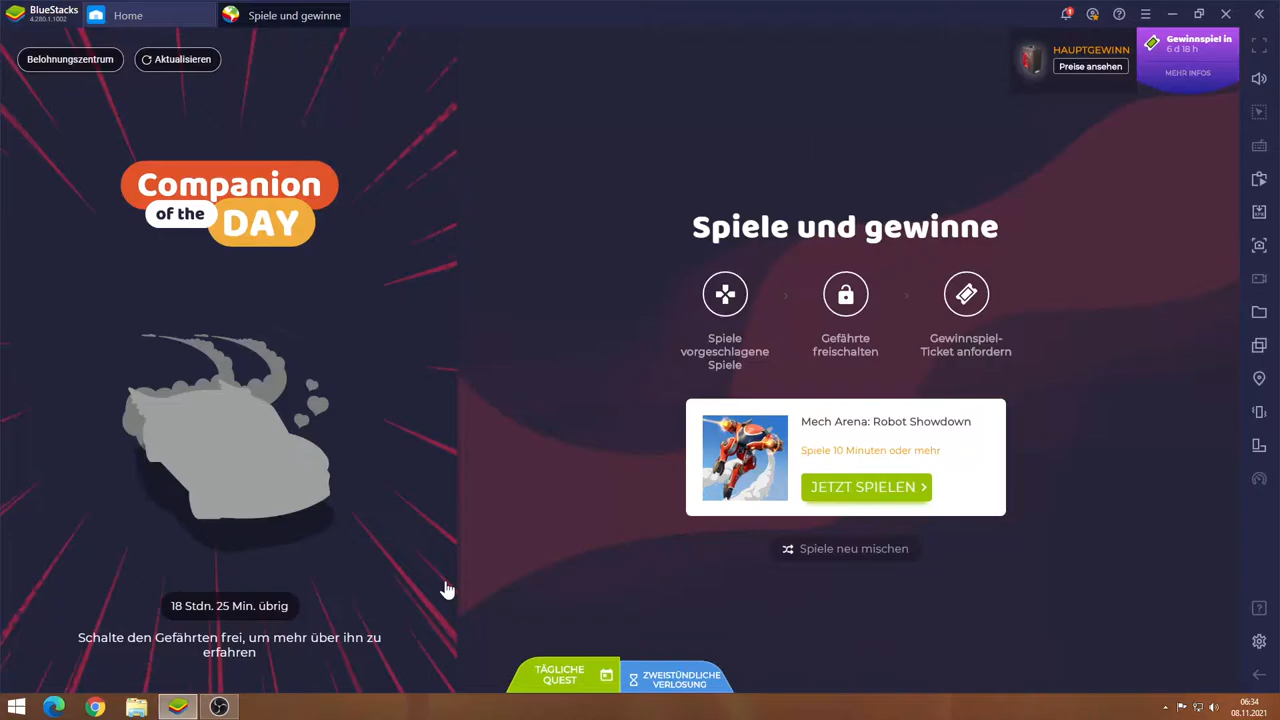 BlueStacks
4.280.1.1002
Home
Spiele und gewinne
Belohnungszentrum
Aktualisieren
HAUPTGEWINN
Preise ansehen
Gewinnspiel in
6 d 18 h
MEHR INFOS
Companion
of the
DAY
Spiele und gewinne
Spiele
vorgeschlagene
Spiele
Gefährte
freischalten
Gewinnspiel-
Ticket anfordern
Mech Arena: Robot Showdown
Spiele 10 Minuten oder mehr
JETZT SPIELEN
Spiele neu mischen
18 Stdn. 25 Min. übrig
Schalte den Gefährten frei, um mehr über ihn zu
erfahren
TÄGLICHE
QUEST
ZWEISTÜNDLICHE
VERLOSUNG
06:34
08.11.2021